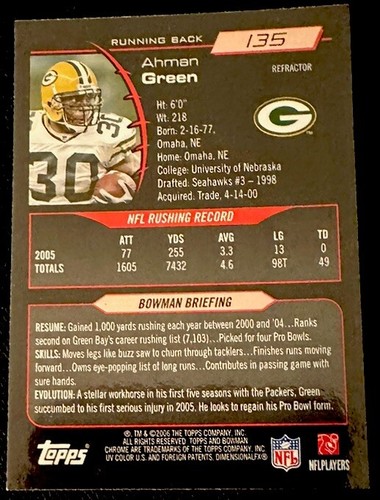 RUNNING BACK 135
Ahman
Green
REFRACTOR
30
30
G
Ht: 6'0"
Wt: 218
Born: 2-16-77.
Omaha, NE
Home: Omaha, NE
College: University of Nebraska
Drafted: Seahawks #3 – 1998
Acquired: Trade, 4-14-00
NFL RUSHING RECORD
ATT YDS AVG LG TD
2005 77 255 3.3 13 0
TOTALS 1605 7432 4.6 98T 49
BOWMAN BRIEFING
RESUME: Gained 1,000 yards rushing each year between 2000 and '04...Ranks
second on Green Bay's career rushing list (7,103)...Picked for four Pro Bowls.
SKILLS: Moves legs like buzz saw to churn through tacklers...Finishes runs moving
forward...Owns eye-popping list of long runs...Contributes in passing game with
sure hands.
EVOLUTION: A stellar workhorse in his first five seasons with the Packers, Green
succumbed to his first serious injury in 2005. He looks to regain his Pro Bowl form.
TOPPS
®, TM & ©2006 THE TOPPS COMPANY, INC.
ALL RIGHTS RESERVED. TOPPS AND BOWMAN
CHROME ARE TRADEMARKS OF THE TOPPS COMPANY, INC.
UV COLOR U.S. AND FOREIGN PATENTS. DIMENSIONALFX®
NFL
NFLPLAYERS